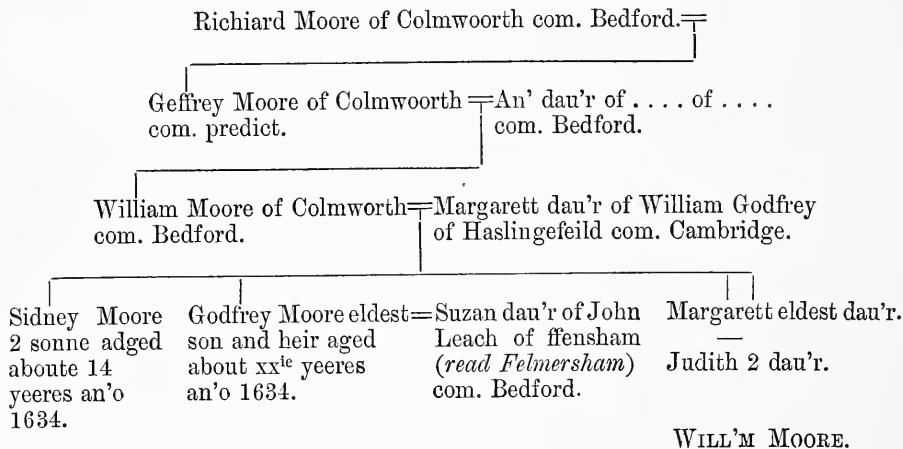 Richiard Moore of Colmwoorth com. Bedford.
Geffrey Moore of Colmwoorth
com. predict.
An' dau'r of . . . . of . . . .
com. Bedford.
William Moore of Colmworth
com. Bedford.
Margarett dau'r of William Godfrey
of Haslingefeild com. Cambridge.
Sidney Moore
2 sonne adged
aboute 14
yeeres an'o
1634.
Godfrey Moore eldest
son and heir aged
about xxⁱᵉ yeeres
an'o 1634.
Suzan dau'r of John
Leach of ffensham
(read Felmersham)
com. Bedford.
Margarett eldest dau'r.
—
Judith 2 dau'r.
WILL'M MOORE.